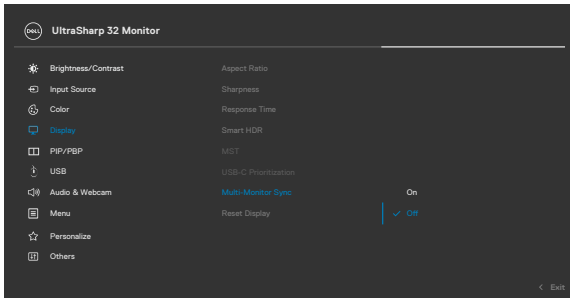 DELL UltraSharp 32 Monitor
Brightness/Contrast Aspect Ratio
Input Source Sharpness
Color Response Time
Display Smart HDR
PIP/PBP MST
USB USB-C Prioritization
Audio & Webcam Multi-Monitor Sync On
Menu Reset Display Off
Personalize
Others
Exit